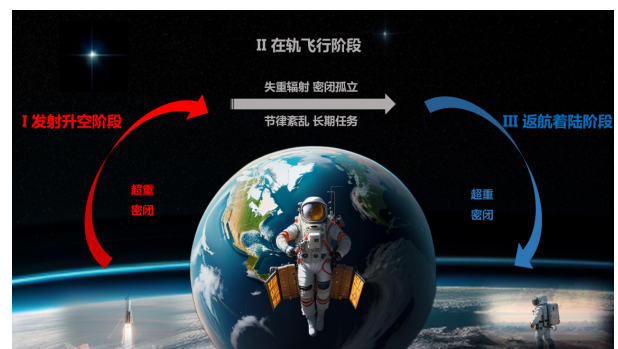 II 在轨飞行阶段
失重辐射 密闭孤立
I 发射升空阶段
节律紊乱 长期任务
III 返航着陆阶段
超重
密闭
超重
密闭